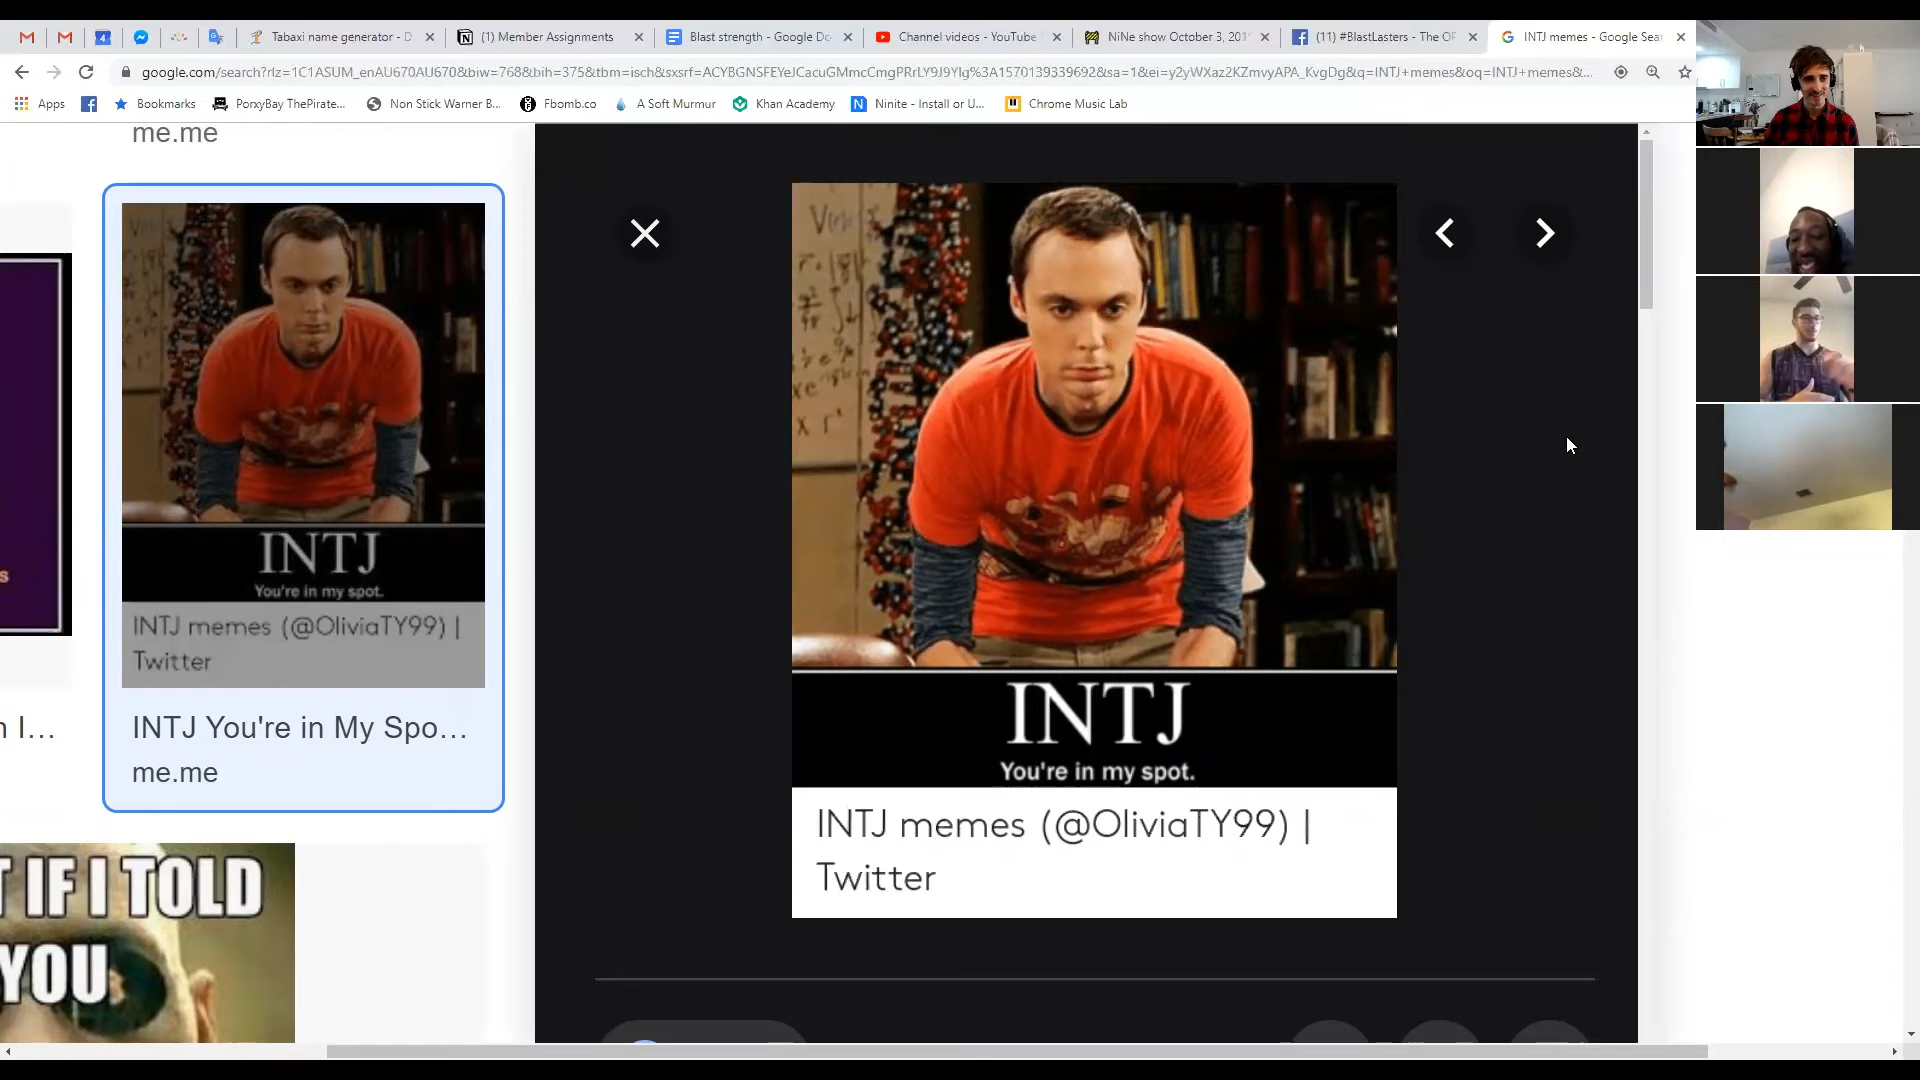 Tabaxi name generator - D
(1) Member Assignments
Blast strength - Google Do
Channel videos - YouTube
NiNe show October 3, 201
(11) #BlastLasters - The OF
INTJ memes - Google Sea
google.com/search?rlz=1C1ASUM_enAU670AU670&biw=768&bih=375&tbm=isch&sxsrf=ACYBGNSFEYeJCacuGMmcCmgPRrLY9J9Ylg%3A1570139339692&sa=1&ei=y2yWXaz2KZmvyAPA_KvgDg&q=INTJ+memes&oq=INTJ+memes&...
Apps
Bookmarks
PorxyBay ThePirate...
Non Stick Warner B...
Fbomb.co
A Soft Murmur
Khan Academy
Ninite - Install or U...
Chrome Music Lab
me.me
INTJ
You're in my spot.
INTJ memes (@OliviaTY99) |
Twitter
INTJ You're in My Spo...
me.me
n I...
s
T IF I TOLD
YOU
INTJ
You're in my spot.
INTJ memes (@OliviaTY99) |
Twitter